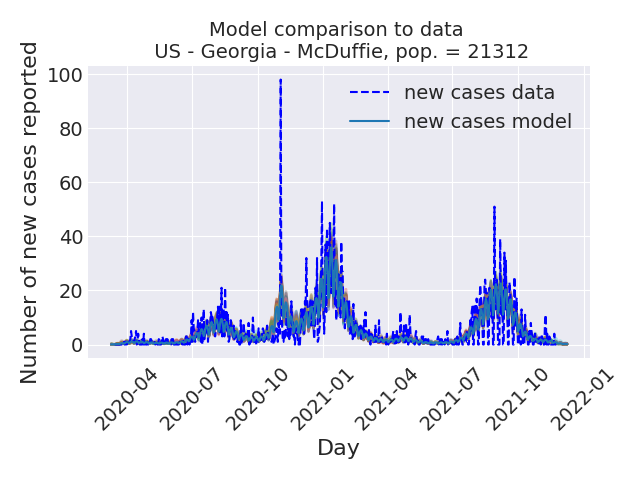 Model comparison to data
US - Georgia - McDuffie, pop. = 21312
Number of new cases reported
100
80
60
40
20
0
new cases data
new cases model
2020-04
2020-07
2020-10
2021-01
2021-04
2021-07
2021-10
2022-01
Day